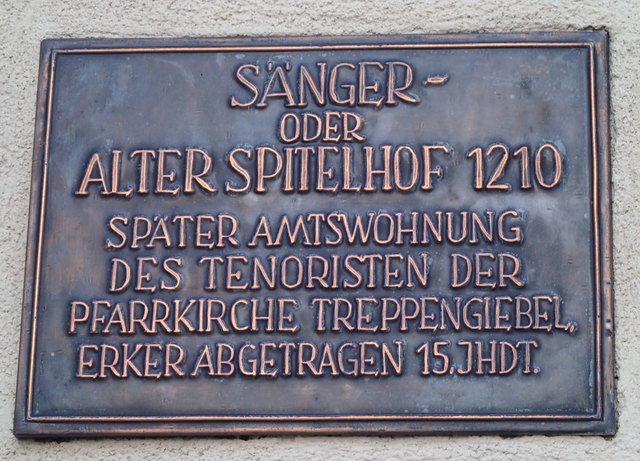 SÄNGER-
ODER
ALTER SPITELHOF 1210
SPÄTER AMTSWOHNUNG
DES TENORISTEN DER
PFARRKIRCHE TREPPENGIEBEL,
ERKER ABGETRAGEN 15. JHDT.